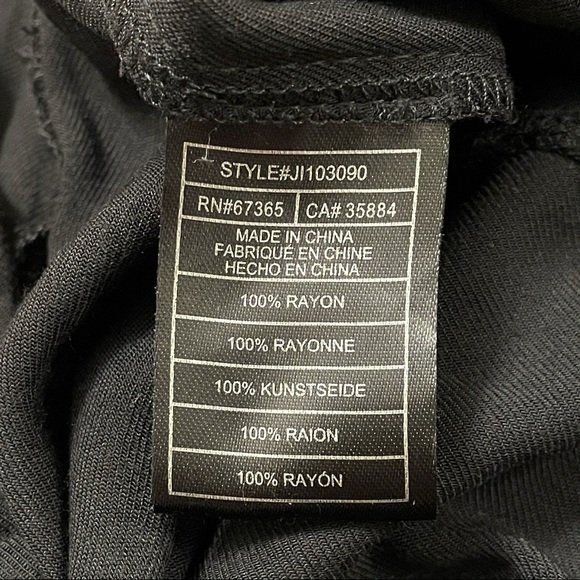 STYLE#JI103090
RN#67365 CA# 35884
MADE IN CHINA
FABRIQUÉ EN CHINE
HECHO EN CHINA
100% RAYON
100% RAYONNE
100% KUNSTSEIDE
100% RAION
100% RAYÓN